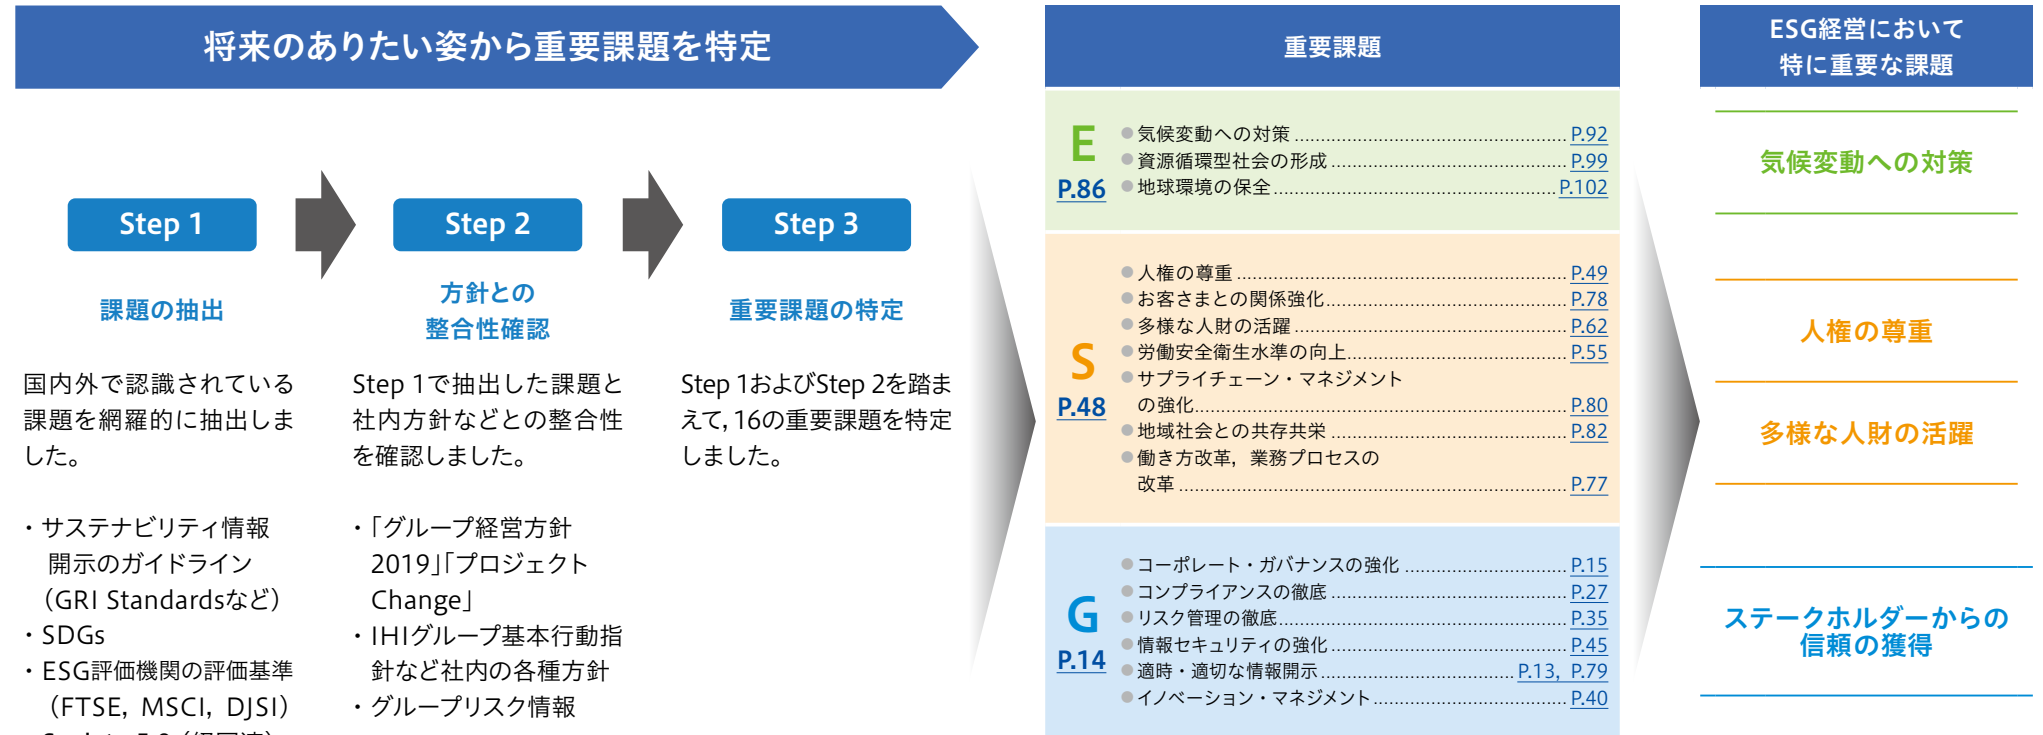 将来のありたい姿から重要課題を特定
Step 1
課題の抽出
国内外で認識されている
課題を網羅的に抽出しま
した。
・サステナビリティ情報
開示のガイドライン
（GRI Standardsなど）
・SDGs
・ESG評価機関の評価基準
（FTSE, MSCI, DJSI）
Step 2
方針との
整合性確認
Step 1で抽出した課題と
社内方針などとの整合性
を確認しました。
・「グループ経営方針
2019」「プロジェクト
Change」
・IHIグループ基本行動指
針など社内の各種方針
・グループリスク情報
Step 3
重要課題の特定
Step 1およびStep 2を踏ま
えて，16の重要課題を特定
しました。
重要課題
E
P.86
●気候変動への対策 P.92
●資源循環型社会の形成 P.99
●地球環境の保全 P.102
S
P.48
●人権の尊重 P.49
●お客さまとの関係強化 P.78
●多様な人財の活躍 P.62
●労働安全衛生水準の向上 P.55
●サプライチェーン・マネジメント
の強化 P.80
●地域社会との共存共栄 P.82
●働き方改革，業務プロセスの
改革 P.77
G
P.14
●コーポレート・ガバナンスの強化 P.15
●コンプライアンスの徹底 P.27
●リスク管理の徹底 P.35
●情報セキュリティの強化 P.45
●適時・適切な情報開示 P.13, P.79
●イノベーション・マネジメント P.40
ESG経営において
特に重要な課題
気候変動への対策
人権の尊重
多様な人財の活躍
ステークホルダーからの
信頼の獲得